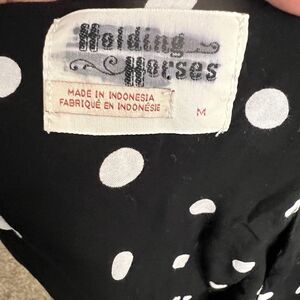 Holding
Horses
MADE IN INDONESIA
FABRIQUÉ EN INDONÉSIE
M